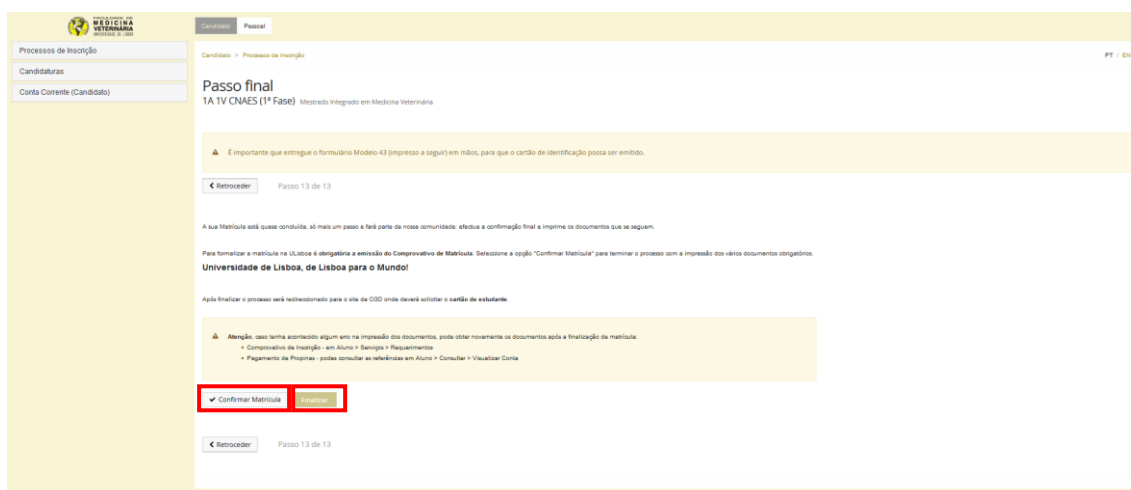 FACULDADE DE
MEDICINA
VETERINÁRIA
UNIVERSIDADE DE LISBOA
Candidato Pessoal
Processos de Inscrição
Candidaturas
Conta Corrente (Candidato)
Candidato > Processos de Inscrição
PT / EN
Passo final
1A 1V CNAES (1ª Fase) Mestrado Integrado em Medicina Veterinária
É importante que entregue o formulário Modelo 43 (impresso a seguir) em mãos, para que o cartão de identificação possa ser emitido.
Retroceder Passo 13 de 13
A sua Matrícula está quase concluída, só mais um passo e fará parte da nossa comunidade: efectua a confirmação final e imprime os documentos que se seguem.
Para formalizar a matrícula na ULisboa é obrigatória a emissão do Comprovativo de Matrícula. Seleccione a opção "Confirmar Matrícula" para terminar o processo com a impressão dos vários documentos obrigatórios.
Universidade de Lisboa, de Lisboa para o Mundo!
Após finalizar o processo será redireccionado para o site da CGD onde deverá solicitar o cartão de estudante.
Atenção, caso tenha acontecido algum erro na impressão dos documentos, pode obter novamente os documentos após a finalização da matrícula:
Comprovativo de Inscrição - em Aluno > Serviços > Requerimentos
Pagamento de Propinas - podes consultar as referências em Aluno > Consultar > Visualizar Conta
Confirmar Matrícula Finalizar
Retroceder Passo 13 de 13